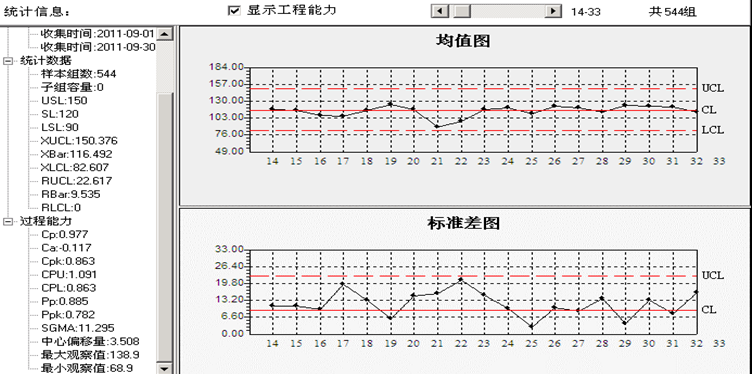 统计信息:
显示工程能力
14-33
共 544组
收集时间:2011-09-01
收集时间:2011-09-30
统计数据
样本组数:544
子组容量:0
USL:150
SL:120
LSL:90
XUCL:150.376
XBar:116.492
XLCL:82.607
RUCL:22.617
RBar:9.535
RLCL:0
过程能力
Cp:0.977
Ca:-0.117
Cpk:0.863
CPU:1.091
CPL:0.863
Pp:0.885
Ppk:0.782
SGMA:11.295
中心偏移量:3.508
最大观察值:138.9
最小观察值:68.9
均值图
184.00
157.00
130.00
103.00
76.00
49.00
UCL
CL
LCL
14 15 16 17 18 19 20 21 22 23 24 25 26 27 28 29 30 31 32 33
标准差图
33.00
26.40
19.80
13.20
6.60
0.00
UCL
CL
14 15 16 17 18 19 20 21 22 23 24 25 26 27 28 29 30 31 32 33